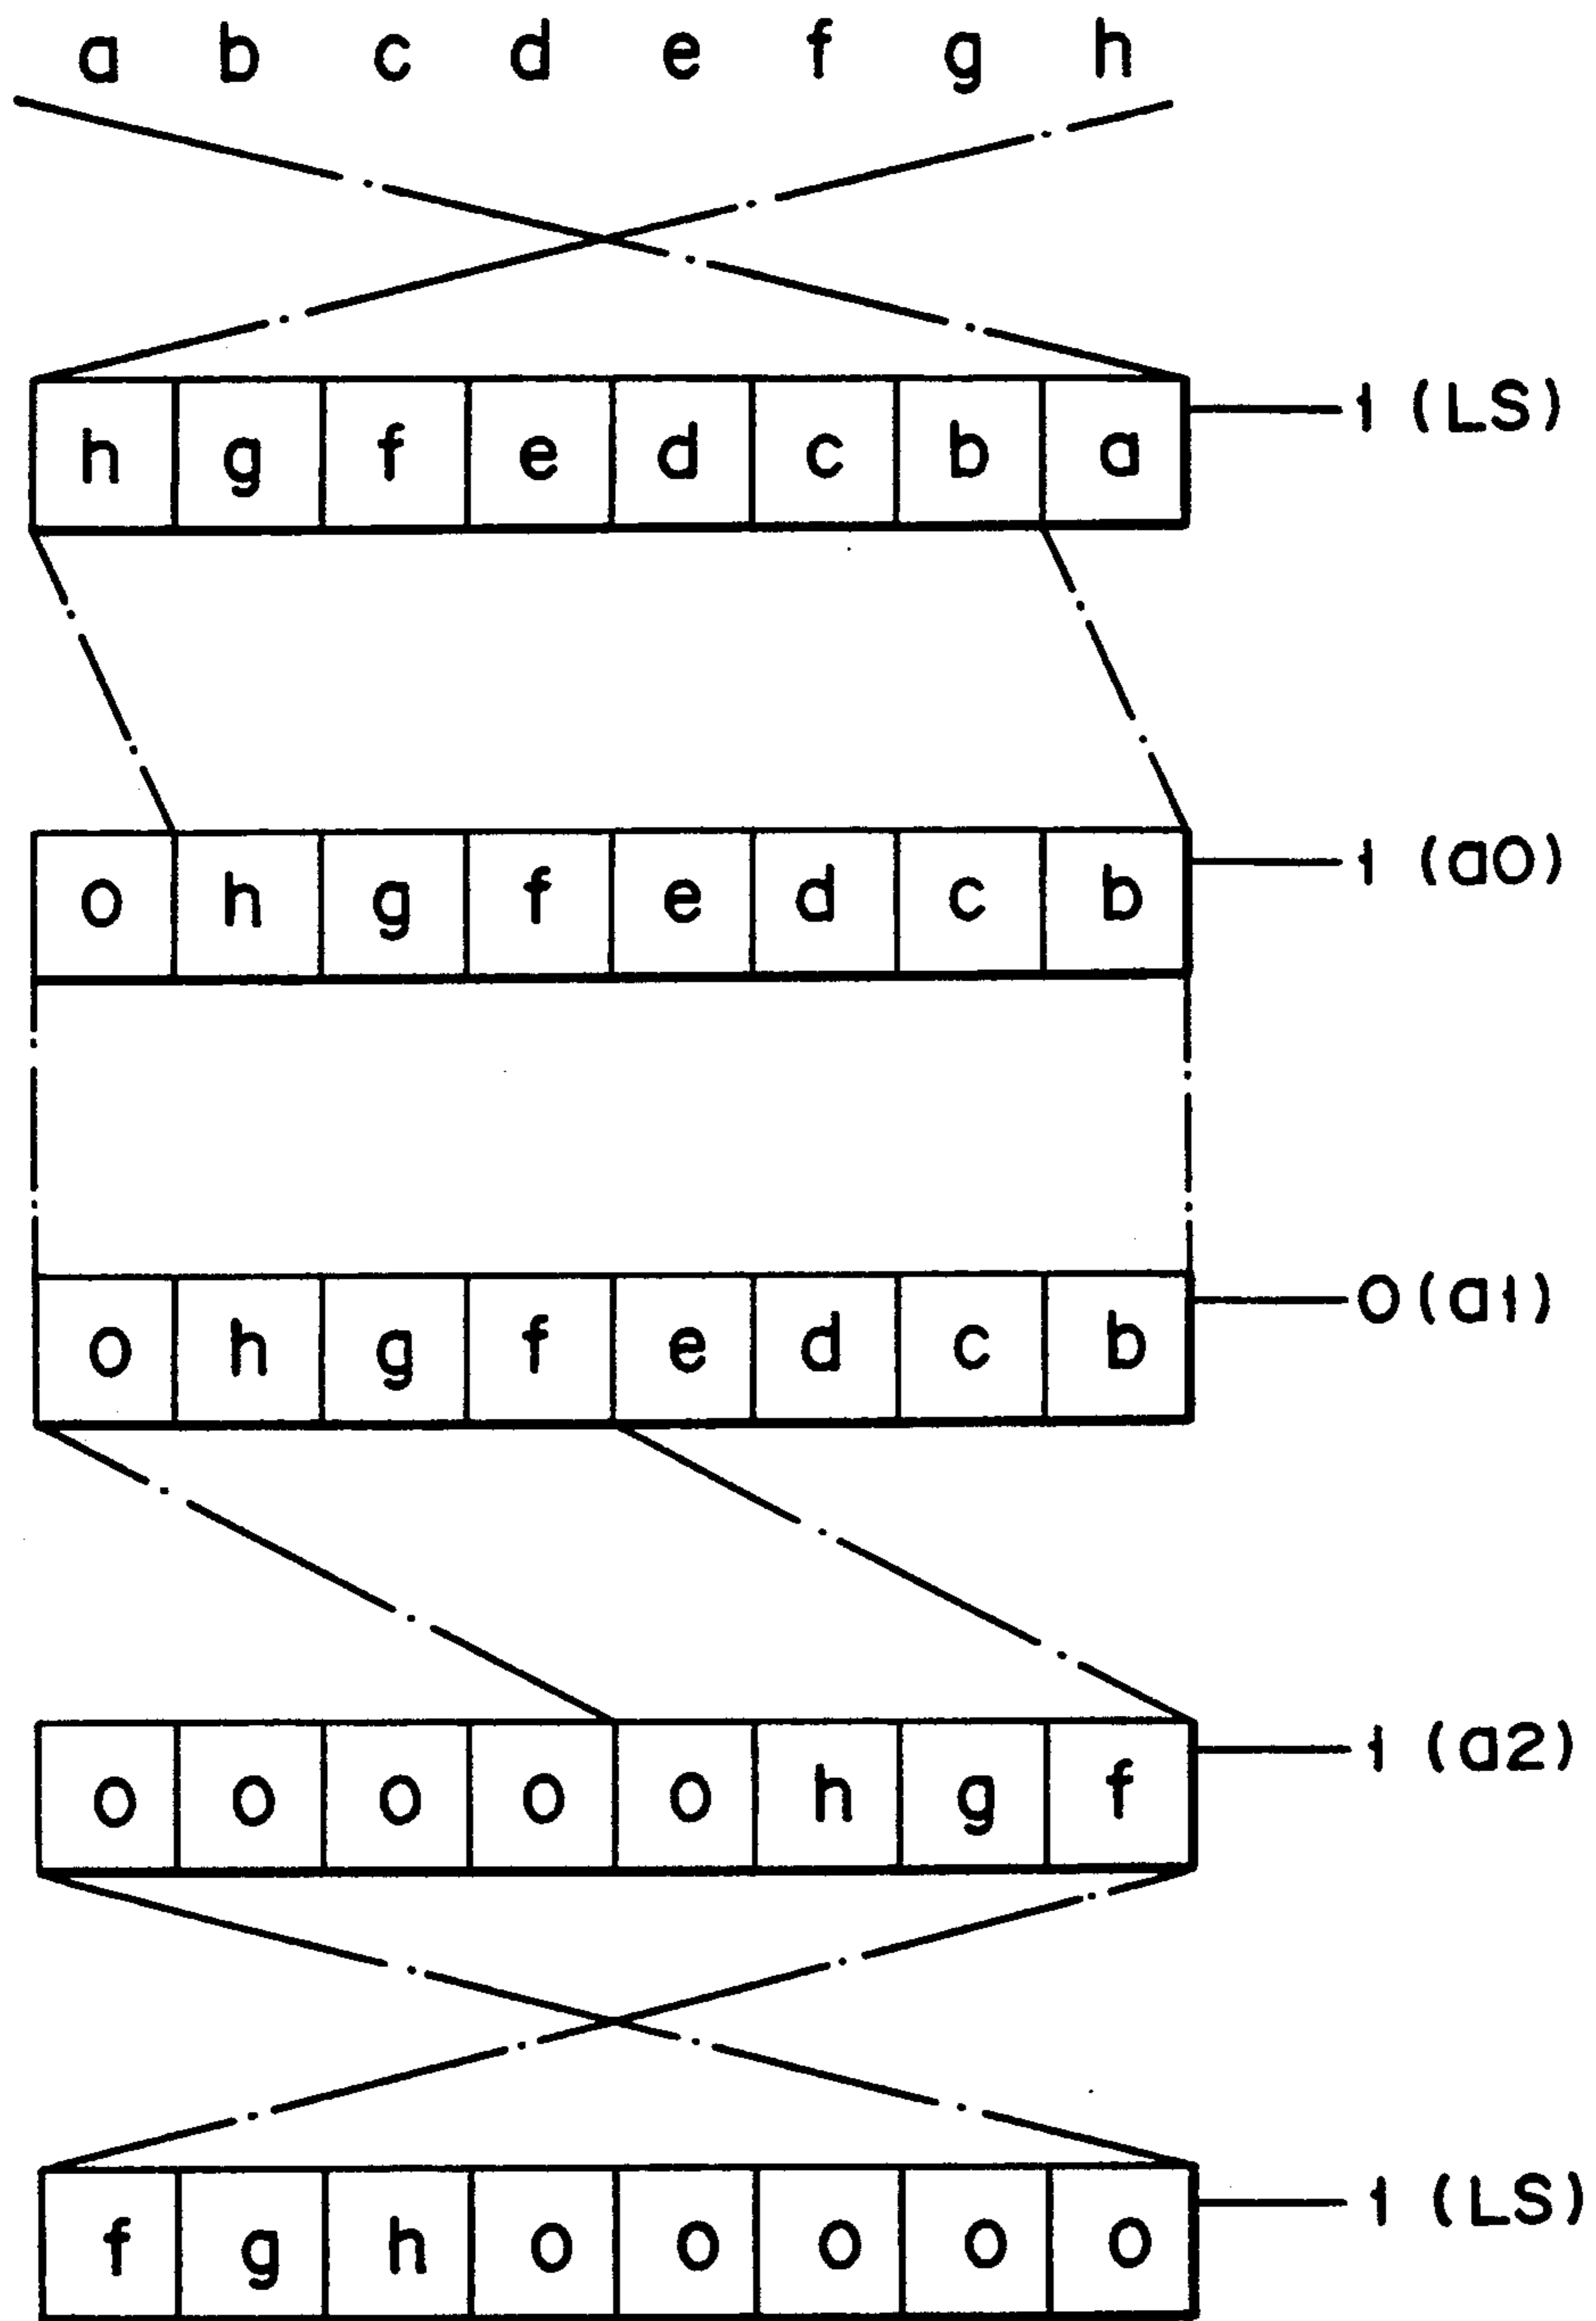 a b c d e f g h
h g f e d c b a 1 (LS)
o h g f e d c b 1 (a0)
o h g f e d c b 0(a1)
o o o o o h g f 1 (a2)
f g h o o o o o 1 (LS)